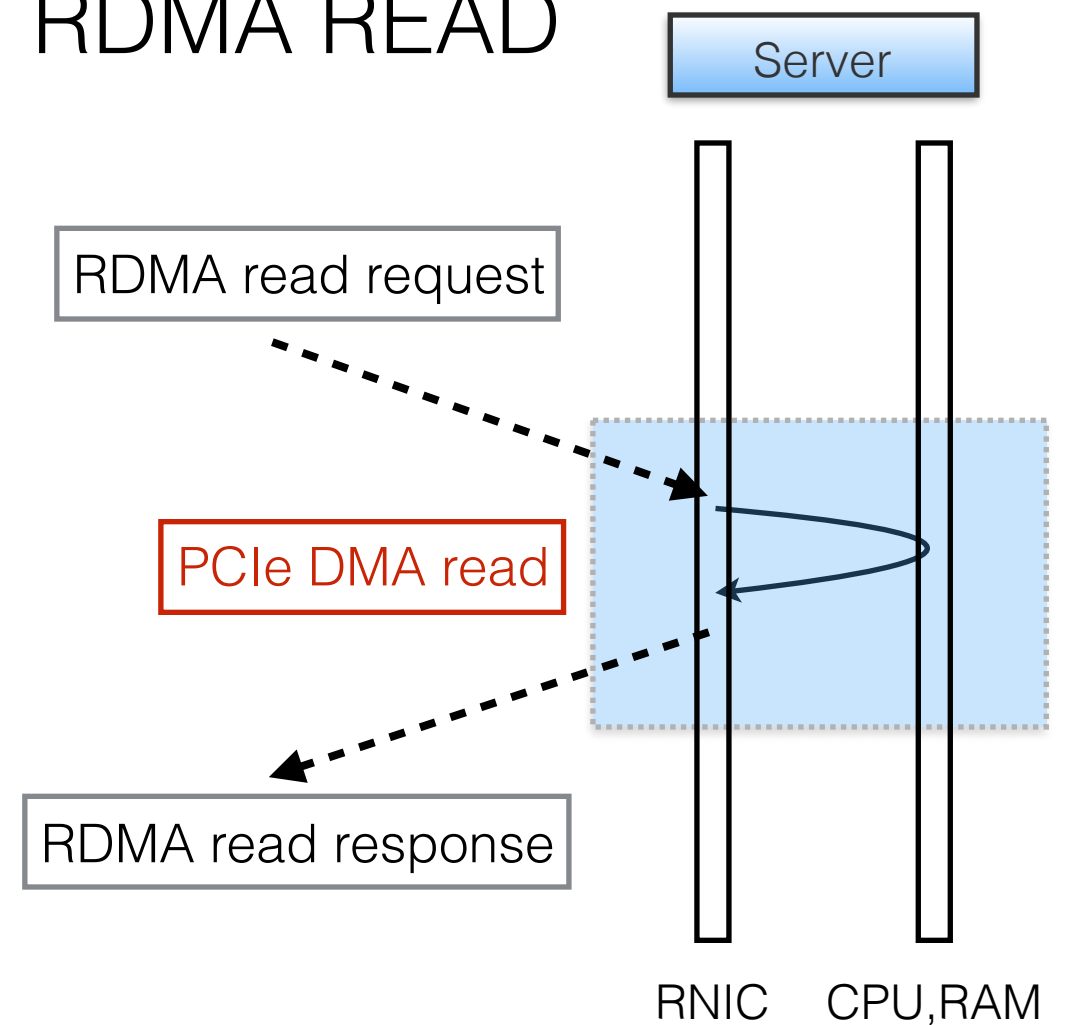 RDMA READ
Server
RDMA read request
PCIe DMA read
RDMA read response
RNIC
CPU,RAM